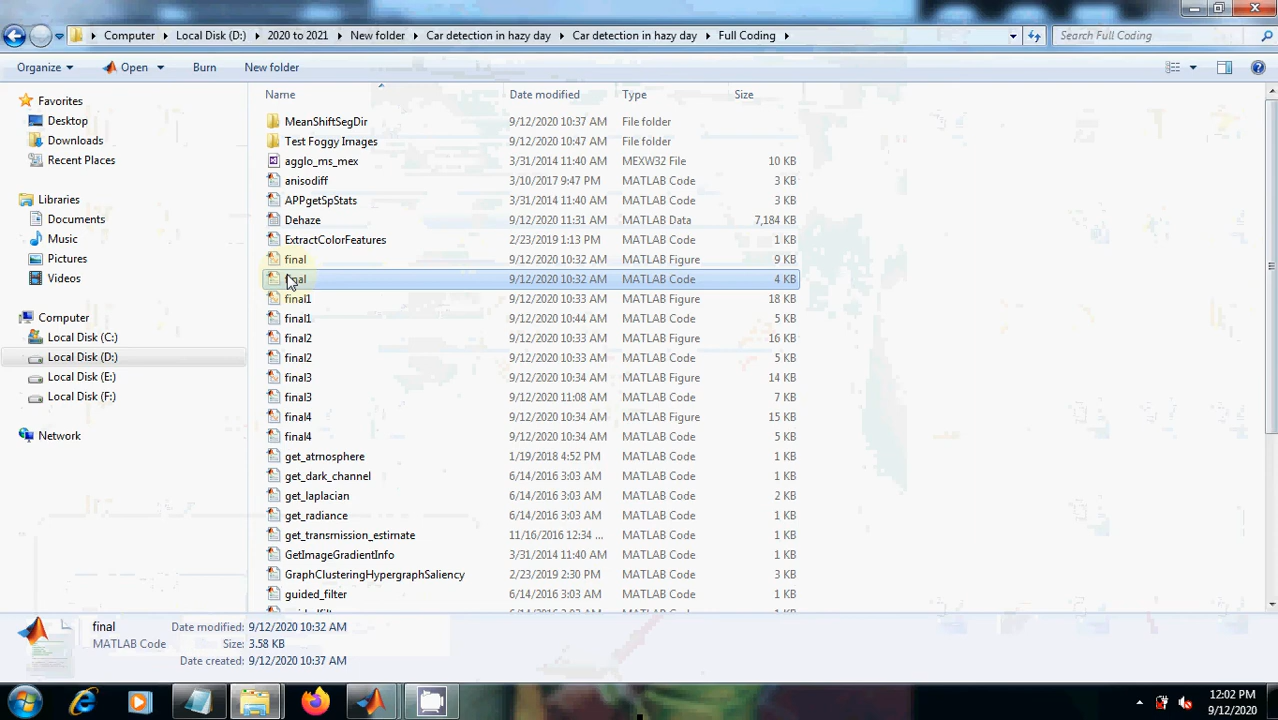 Computer Local Disk (D:) 2020 to 2021 New folder Car detection in hazy day Car detection in hazy day Full Coding Search Full Coding
Organize Open Burn New folder
Name Date modified Type Size
Favorites
Desktop
Downloads
Recent Places
Libraries
Documents
Music
Pictures
Videos
Computer
Local Disk (C:)
Local Disk (D:)
Local Disk (E:)
Local Disk (F:)
Network
MeanShiftSegDir 9/12/2020 10:37 AM File folder
Test Foggy Images 9/12/2020 10:47 AM File folder
agglo_ms_mex 3/31/2014 11:40 AM MEXW32 File 10 KB
anisodiff 3/10/2017 9:47 PM MATLAB Code 3 KB
APPgetSpStats 3/31/2014 11:40 AM MATLAB Code 3 KB
Dehaze 9/12/2020 11:31 AM MATLAB Data 7,184 KB
ExtractColorFeatures 2/23/2019 1:13 PM MATLAB Code 1 KB
final 9/12/2020 10:32 AM MATLAB Figure 9 KB
final 9/12/2020 10:32 AM MATLAB Code 4 KB
final1 9/12/2020 10:33 AM MATLAB Figure 18 KB
final1 9/12/2020 10:44 AM MATLAB Code 5 KB
final2 9/12/2020 10:33 AM MATLAB Figure 16 KB
final2 9/12/2020 10:33 AM MATLAB Code 5 KB
final3 9/12/2020 10:34 AM MATLAB Figure 14 KB
final3 9/12/2020 11:08 AM MATLAB Code 7 KB
final4 9/12/2020 10:34 AM MATLAB Figure 15 KB
final4 9/12/2020 10:34 AM MATLAB Code 5 KB
get_atmosphere 1/19/2018 4:52 PM MATLAB Code 1 KB
get_dark_channel 6/14/2016 3:03 AM MATLAB Code 1 KB
get_laplacian 6/14/2016 3:03 AM MATLAB Code 2 KB
get_radiance 6/14/2016 3:03 AM MATLAB Code 1 KB
get_transmission_estimate 11/16/2016 12:34 ... MATLAB Code 1 KB
GetImageGradientInfo 3/31/2014 11:40 AM MATLAB Code 1 KB
GraphClusteringHypergraphSaliency 2/23/2019 2:30 PM MATLAB Code 3 KB
guided_filter 6/14/2016 3:03 AM MATLAB Code 1 KB
final Date modified: 9/12/2020 10:32 AM
MATLAB Code Size: 3.58 KB
Date created: 9/12/2020 10:37 AM
12:02 PM
9/12/2020